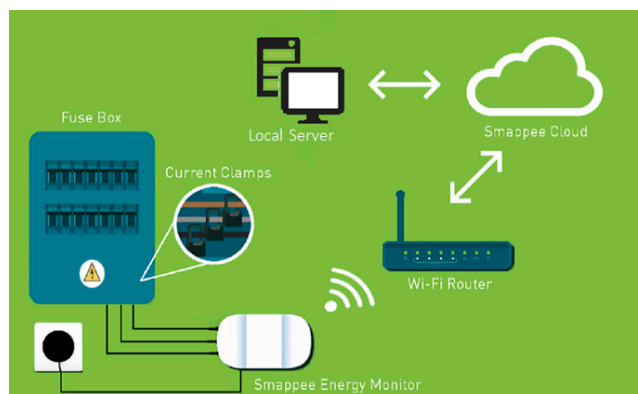 Fuse Box
Local Server
Smappee Cloud
Current Clamps
Wi-Fi Router
Smappee Energy Monitor